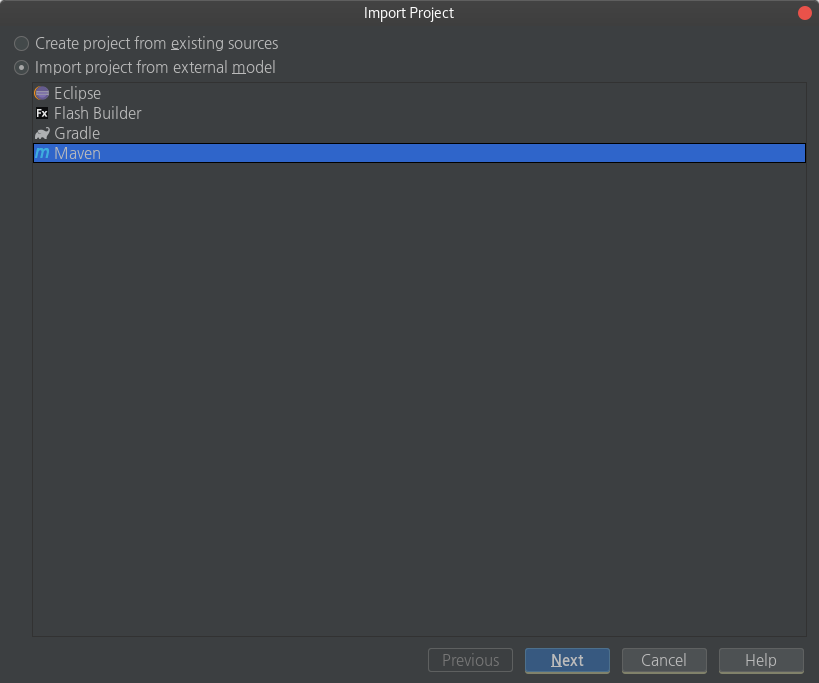 Import Project
Create project from existing sources
Import project from external model
Eclipse
Fx Flash Builder
Gradle
m Maven
Previous Next Cancel Help